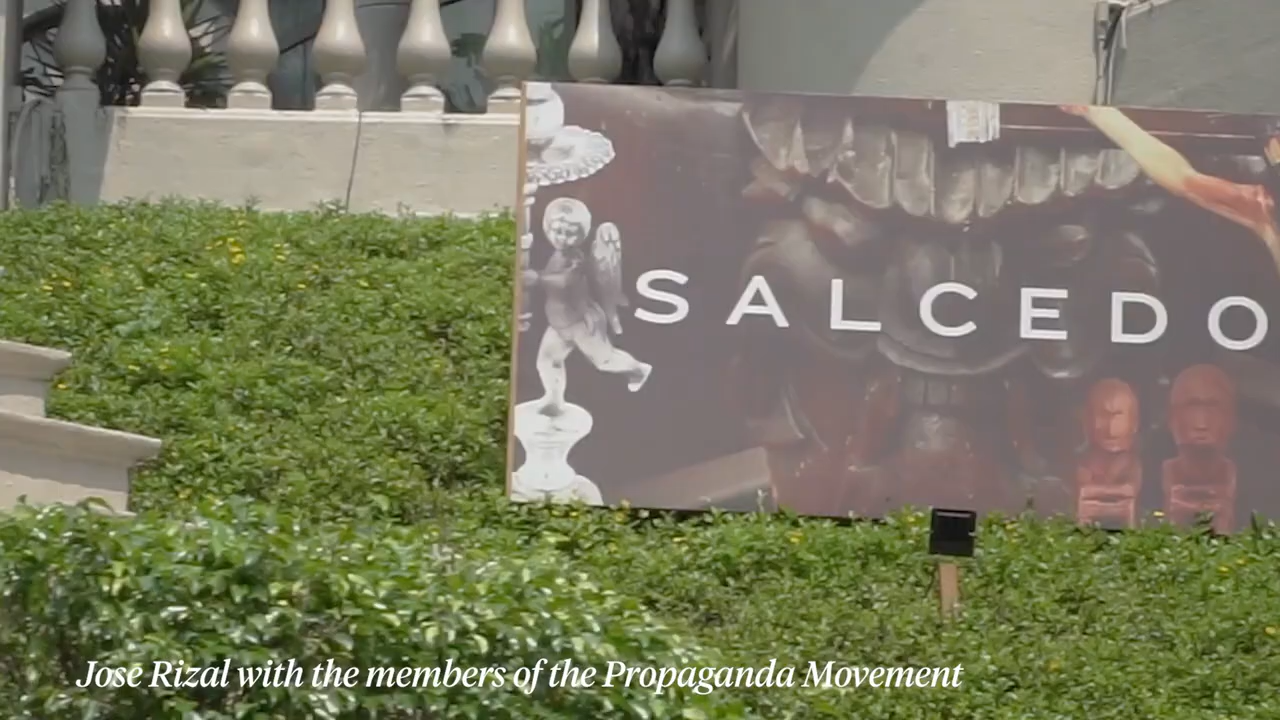 SALCEDO
Jose Rizal with the members of the Propaganda Movement